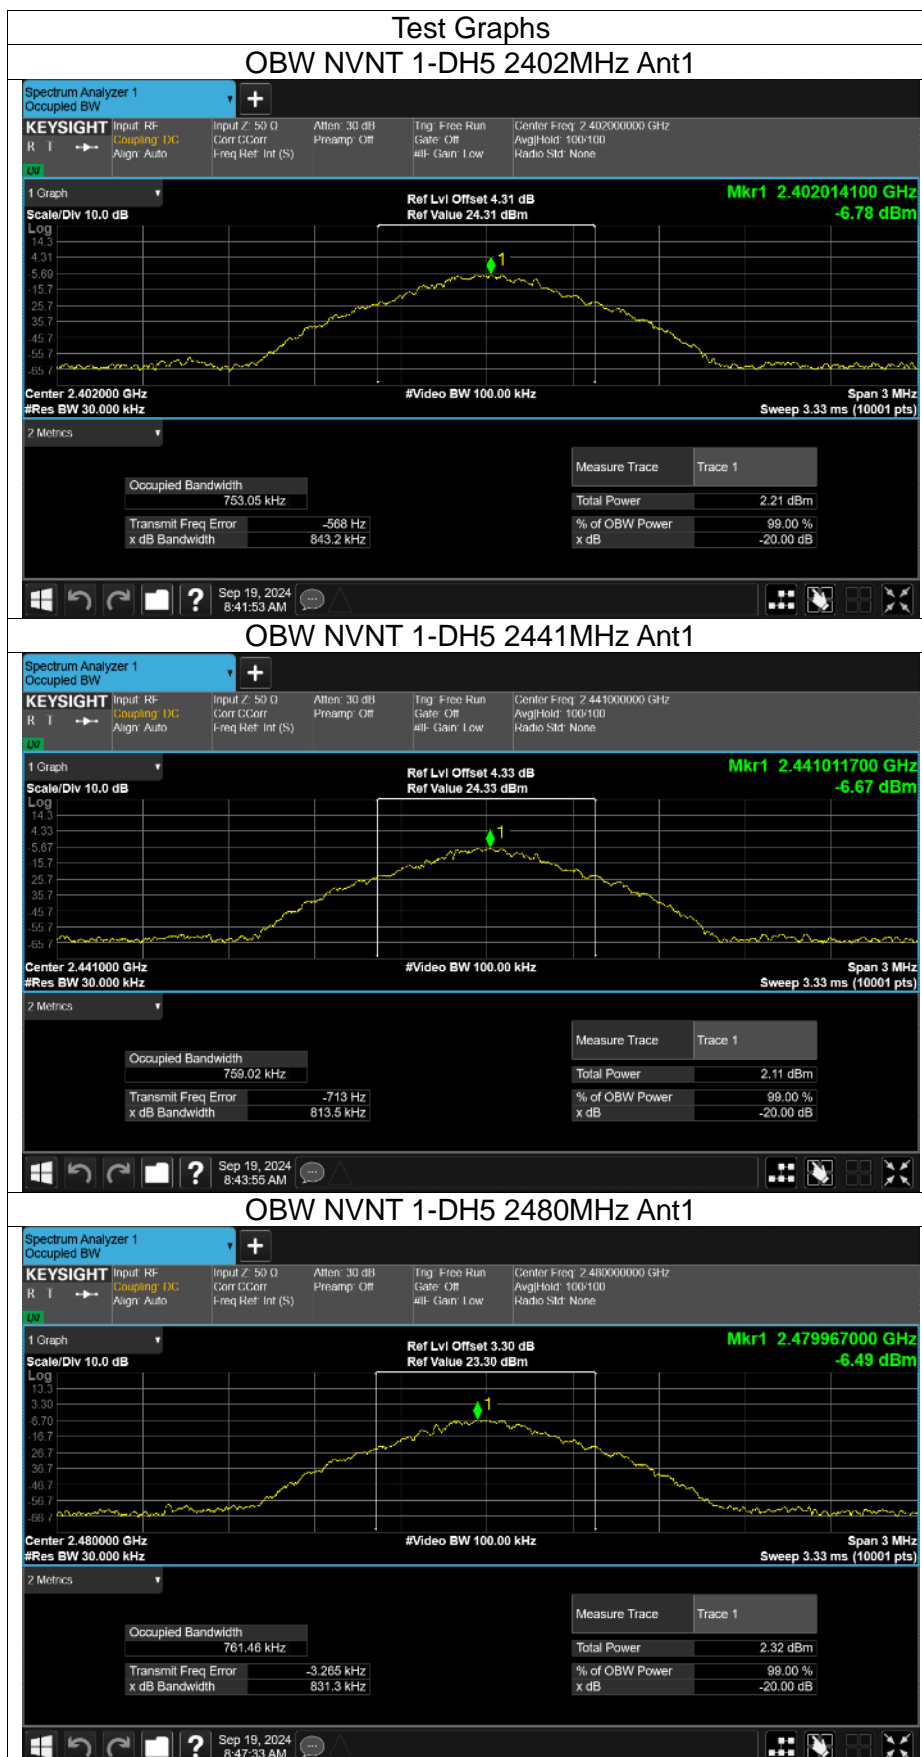 Test Graphs
OBW NVNT 1-DH5 2402MHz Ant1
Spectrum Analyzer 1
Occupied BW
KEYSIGHT Input: RF Input Z: 50 Ω Atten: 30 dB Trig: Free Run Center Freq: 2.402000000 GHz
R T Coupling: DC Corr CCorr Preamp: Off Gate: Off Avg|Hold: 100/100
Align: Auto Freq Ref: Int (S) #IF Gain: Low Radio Std: None
LXI
1 Graph Ref Lvl Offset 4.31 dB Mkr1 2.402014100 GHz
Scale/Div 10.0 dB Ref Value 24.31 dBm -6.78 dBm
Log
14.3
4.31
-5.69
-15.7
-25.7
-35.7
-45.7
-55.7
-65.7
1
Center 2.402000 GHz #Video BW 100.00 kHz Span 3 MHz
#Res BW 30.000 kHz Sweep 3.33 ms (10001 pts)
2 Metrics
Measure Trace Trace 1
Occupied Bandwidth
753.05 kHz Total Power 2.21 dBm
Transmit Freq Error -568 Hz % of OBW Power 99.00 %
x dB Bandwidth 843.2 kHz x dB -20.00 dB
? Sep 19, 2024
8:41:53 AM
OBW NVNT 1-DH5 2441MHz Ant1
Spectrum Analyzer 1
Occupied BW
KEYSIGHT Input: RF Input Z: 50 Ω Atten: 30 dB Trig: Free Run Center Freq: 2.441000000 GHz
R T Coupling: DC Corr CCorr Preamp: Off Gate: Off Avg|Hold: 100/100
Align: Auto Freq Ref: Int (S) #IF Gain: Low Radio Std: None
LXI
1 Graph Ref Lvl Offset 4.33 dB Mkr1 2.441011700 GHz
Scale/Div 10.0 dB Ref Value 24.33 dBm -6.67 dBm
Log
14.3
4.33
-5.67
-15.7
-25.7
-35.7
-45.7
-55.7
-65.7
1
Center 2.441000 GHz #Video BW 100.00 kHz Span 3 MHz
#Res BW 30.000 kHz Sweep 3.33 ms (10001 pts)
2 Metrics
Measure Trace Trace 1
Occupied Bandwidth
759.02 kHz Total Power 2.11 dBm
Transmit Freq Error -713 Hz % of OBW Power 99.00 %
x dB Bandwidth 813.5 kHz x dB -20.00 dB
? Sep 19, 2024
8:43:55 AM
OBW NVNT 1-DH5 2480MHz Ant1
Spectrum Analyzer 1
Occupied BW
KEYSIGHT Input: RF Input Z: 50 Ω Atten: 30 dB Trig: Free Run Center Freq: 2.480000000 GHz
R T Coupling: DC Corr CCorr Preamp: Off Gate: Off Avg|Hold: 100/100
Align: Auto Freq Ref: Int (S) #IF Gain: Low Radio Std: None
LXI
1 Graph Ref Lvl Offset 3.30 dB Mkr1 2.479967000 GHz
Scale/Div 10.0 dB Ref Value 23.30 dBm -6.49 dBm
Log
13.3
3.30
-6.70
-16.7
-26.7
-36.7
-46.7
-56.7
-66.7
1
Center 2.480000 GHz #Video BW 100.00 kHz Span 3 MHz
#Res BW 30.000 kHz Sweep 3.33 ms (10001 pts)
2 Metrics
Measure Trace Trace 1
Occupied Bandwidth
761.46 kHz Total Power 2.32 dBm
Transmit Freq Error -3.265 kHz % of OBW Power 99.00 %
x dB Bandwidth 831.3 kHz x dB -20.00 dB
? Sep 19, 2024
8:47:33 AM